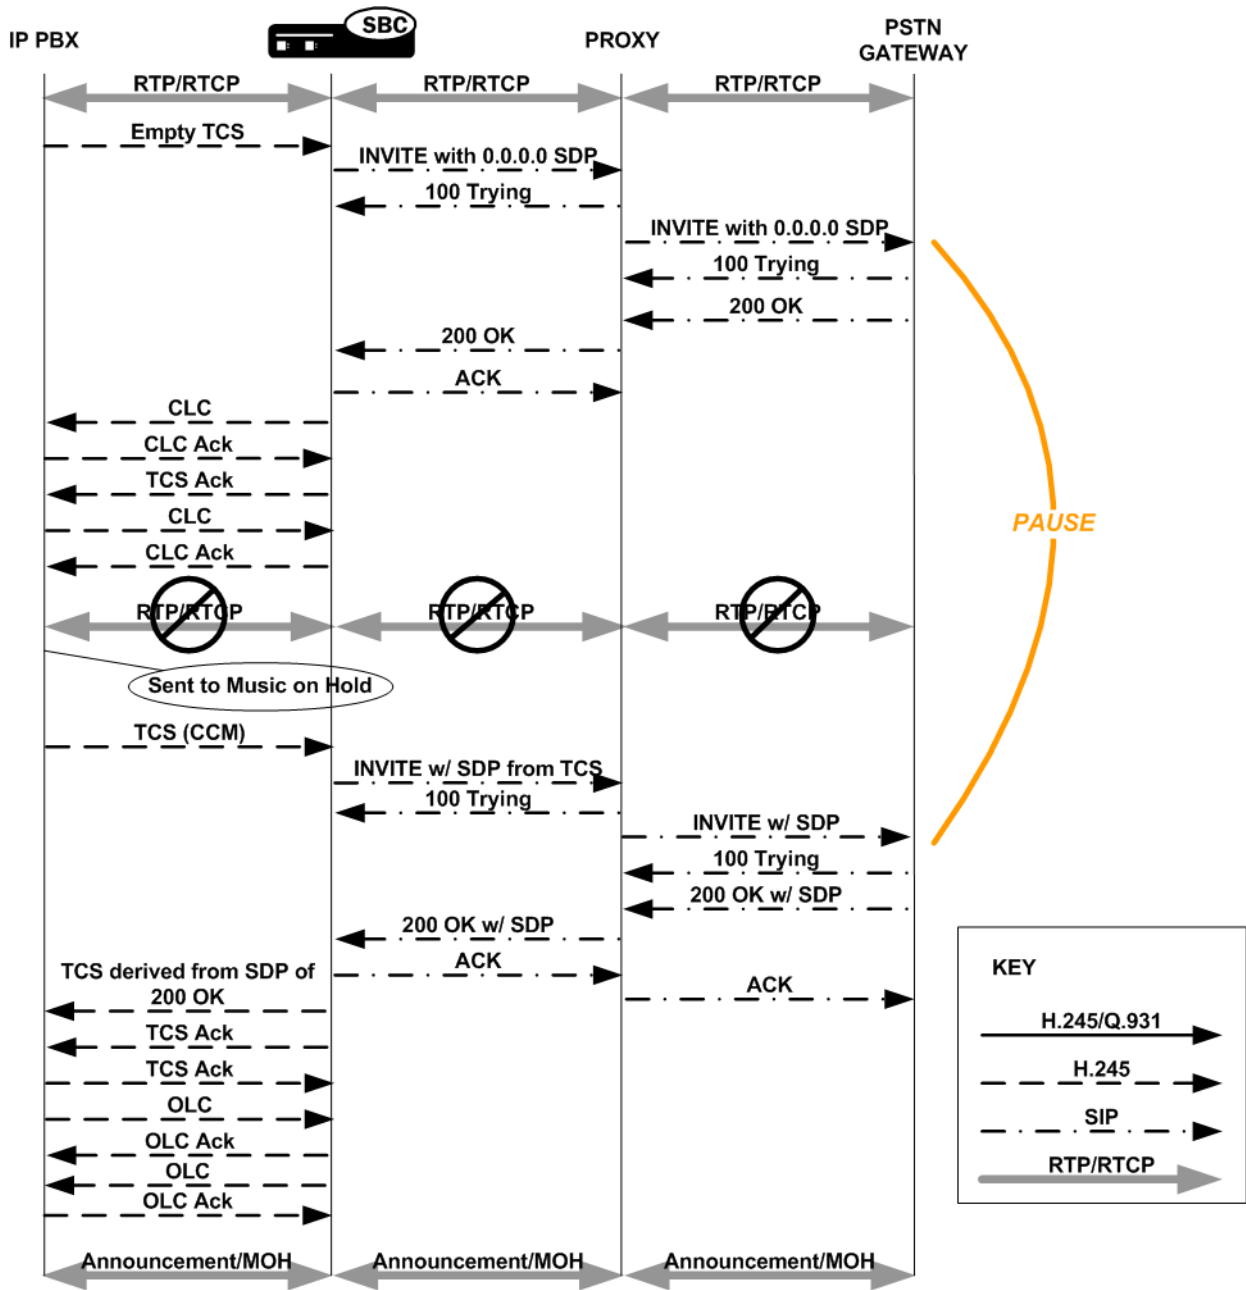 IP PBX
SBC
PROXY
PSTN
GATEWAY
RTP/RTCP
RTP/RTCP
RTP/RTCP
Empty TCS
INVITE with 0.0.0.0 SDP
100 Trying
INVITE with 0.0.0.0 SDP
100 Trying
200 OK
200 OK
ACK
CLC
CLC Ack
TCS Ack
CLC
CLC Ack
PAUSE
RTP/RTCP
RTP/RTCP
RTP/RTCP
Sent to Music on Hold
TCS (CCM)
INVITE w/ SDP from TCS
100 Trying
INVITE w/ SDP
100 Trying
200 OK w/ SDP
200 OK w/ SDP
ACK
ACK
TCS derived from SDP of
200 OK
TCS Ack
TCS Ack
OLC
OLC Ack
OLC
OLC Ack
Announcement/MOH
Announcement/MOH
Announcement/MOH
KEY
H.245/Q.931
H.245
SIP
RTP/RTCP